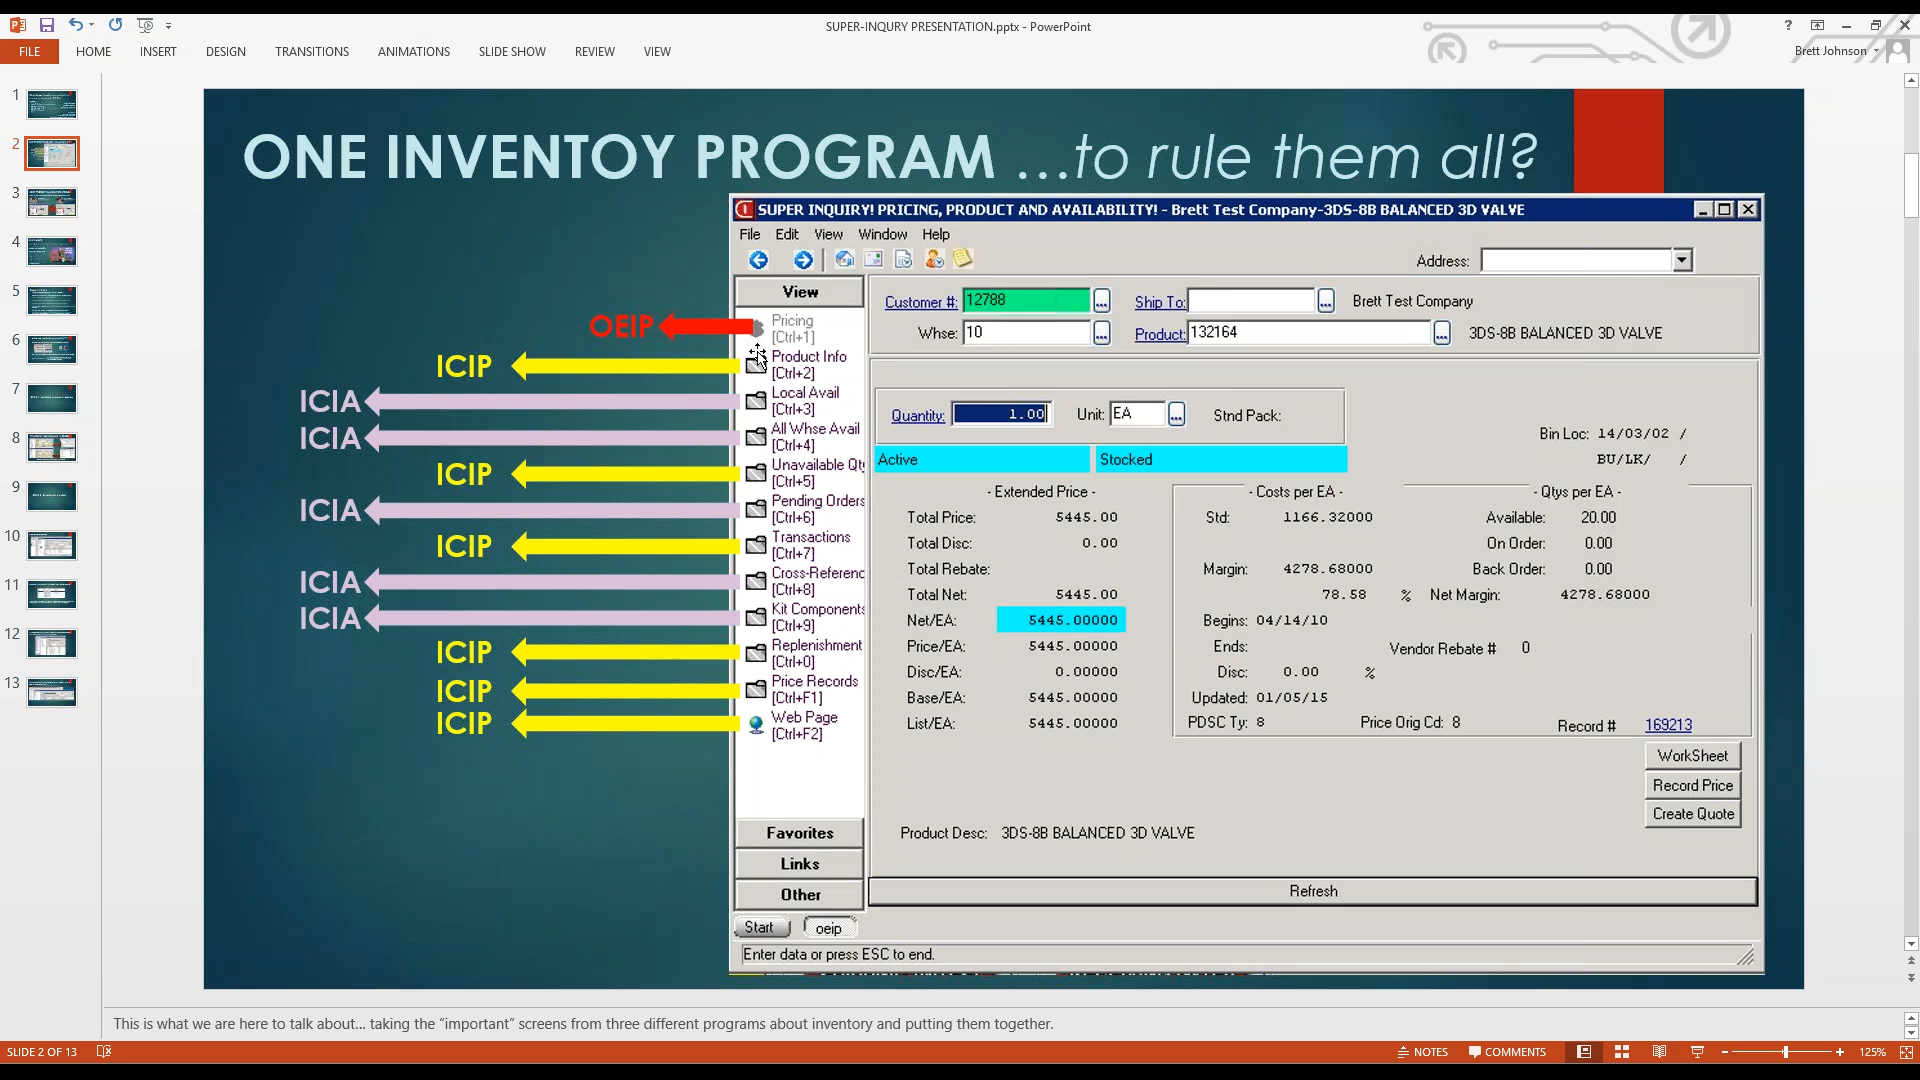 SUPER-INQURY PRESENTATION.pptx - PowerPoint
FILE HOME INSERT DESIGN TRANSITIONS ANIMATIONS SLIDE SHOW REVIEW VIEW
Brett Johnson
1
2
3
4
5
6
7
8
9
10
11
12
13
ONE INVENTOY PROGRAM ...to rule them all?
OEIP
ICIP
ICIA
ICIA
ICIP
ICIA
ICIP
ICIA
ICIA
ICIP
ICIP
ICIP
SUPER INQUIRY! PRICING, PRODUCT AND AVAILABILITY! - Brett Test Company-3DS-8B BALANCED 3D VALVE
File Edit View Window Help
Address:
View
Pricing
[Ctrl+1]
Product Info
[Ctrl+2]
Local Avail
[Ctrl+3]
All Whse Avail
[Ctrl+4]
Unavailable Qty
[Ctrl+5]
Pending Orders
[Ctrl+6]
Transactions
[Ctrl+7]
Cross-Referenc
[Ctrl+8]
Kit Components
[Ctrl+9]
Replenishment
[Ctrl+0]
Price Records
[Ctrl+F1]
Web Page
[Ctrl+F2]
Favorites
Links
Other
Customer #: 12788 ... Ship To: ... Brett Test Company
Whse: 10 ... Product: 132164 ... 3DS-8B BALANCED 3D VALVE
Quantity: 1.00 Unit: EA ... Stnd Pack:
Bin Loc: 14/03/02 /
BU/LK/ /
Active Stocked
- Extended Price - - Costs per EA - - Qtys per EA -
Total Price: 5445.00 Std: 1166.32000 Available: 20.00
Total Disc: 0.00 On Order: 0.00
Total Rebate: Margin: 4278.68000 Back Order: 0.00
Total Net: 5445.00 78.58 % Net Margin: 4278.68000
Net/EA: 5445.00000 Begins: 04/14/10
Price/EA: 5445.00000 Ends: Vendor Rebate # 0
Disc/EA: 0.00000 Disc: 0.00 %
Base/EA: 5445.00000 Updated: 01/05/15
List/EA: 5445.00000 PDSC Ty: 8 Price Orig Cd: 8 Record # 169213
WorkSheet
Record Price
Create Quote
Product Desc: 3DS-8B BALANCED 3D VALVE
Refresh
Start oeip
Enter data or press ESC to end.
This is what we are here to talk about... taking the “important” screens from three different programs about inventory and putting them together.
SLIDE 2 OF 13 NOTES COMMENTS 125%